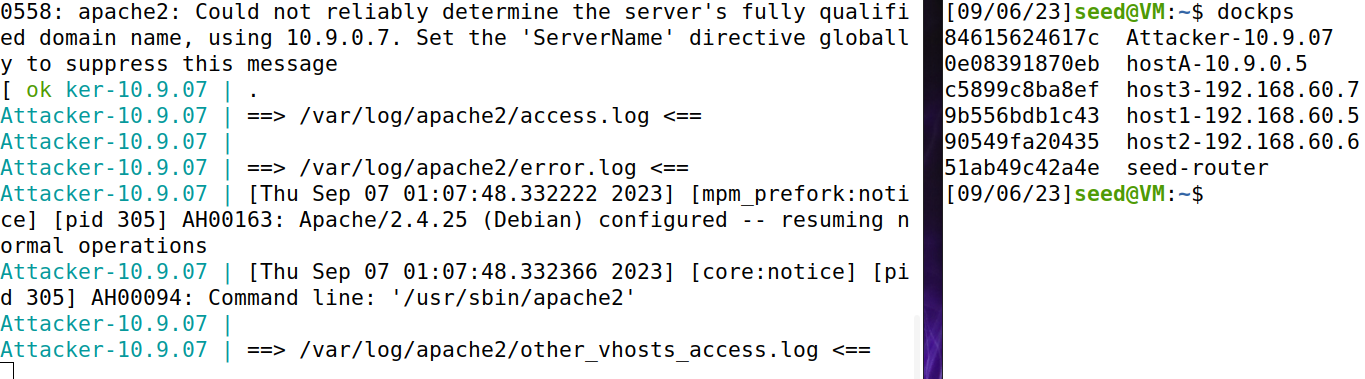 0558: apache2: Could not reliably determine the server's fully qualifi
ed domain name, using 10.9.0.7. Set the 'ServerName' directive globall
y to suppress this message
[ ok ker-10.9.07 | .
Attacker-10.9.07 | ==> /var/log/apache2/access.log <==
Attacker-10.9.07 |
Attacker-10.9.07 | ==> /var/log/apache2/error.log <==
Attacker-10.9.07 | [Thu Sep 07 01:07:48.332222 2023] [mpm_prefork:noti
ce] [pid 305] AH00163: Apache/2.4.25 (Debian) configured -- resuming n
ormal operations
Attacker-10.9.07 | [Thu Sep 07 01:07:48.332366 2023] [core:notice] [pi
d 305] AH00094: Command line: '/usr/sbin/apache2'
Attacker-10.9.07 |
Attacker-10.9.07 | ==> /var/log/apache2/other_vhosts_access.log <==
[09/06/23]seed@VM:~$ dockps
84615624617c  Attacker-10.9.07
0e08391870eb  hostA-10.9.0.5
c5899c8ba8ef  host3-192.168.60.7
9b556bdb1c43  host1-192.168.60.5
90549fa20435  host2-192.168.60.6
51ab49c42a4e  seed-router
[09/06/23]seed@VM:~$